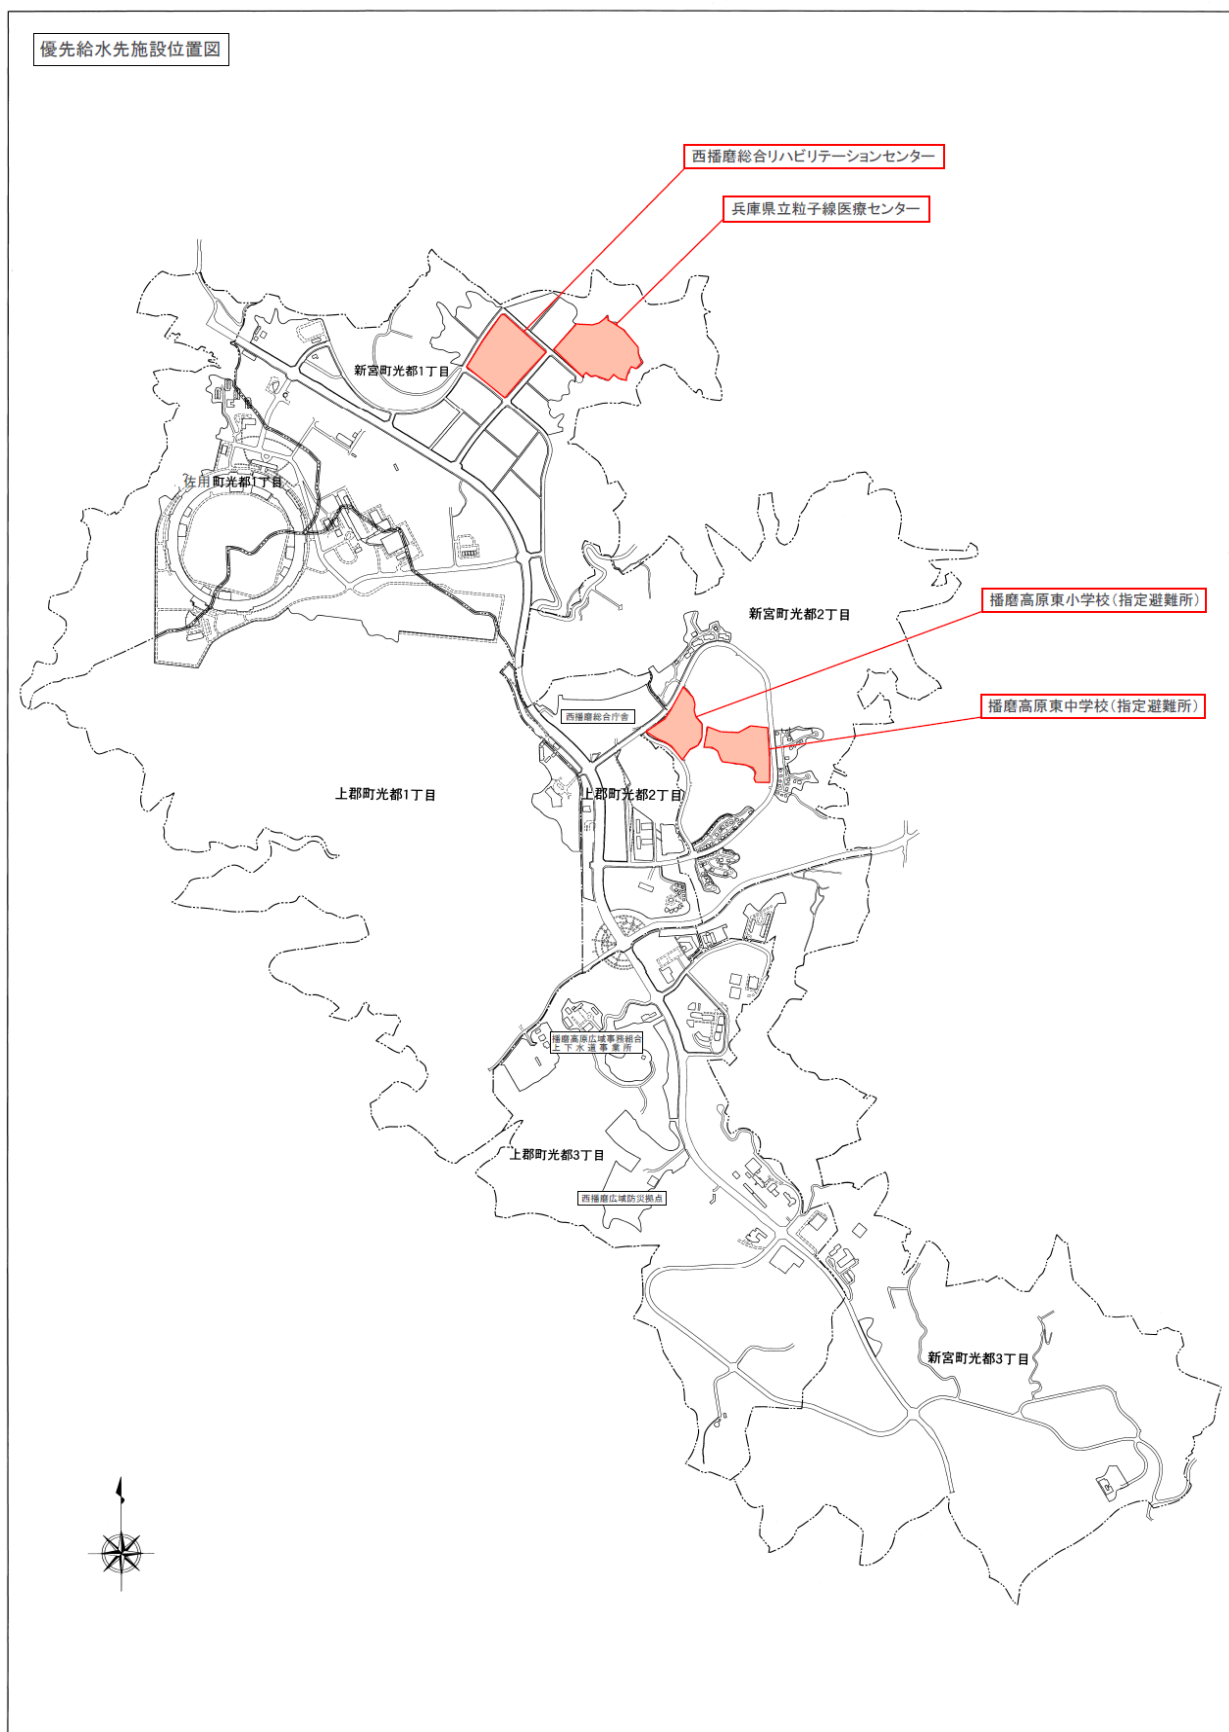 優先給水先施設位置図
西播磨総合リハビリテーションセンター
兵庫県立粒子線医療センター
新宮町光都1丁目
佐用町光都1丁目
播磨高原東小学校(指定避難所)
新宮町光都2丁目
播磨高原東中学校(指定避難所)
西播磨総合庁舎
上郡町光都1丁目
上郡町光都2丁目
播磨高原広域事務組合
上下水道事業所
上郡町光都3丁目
西播磨広域防災拠点
新宮町光都3丁目